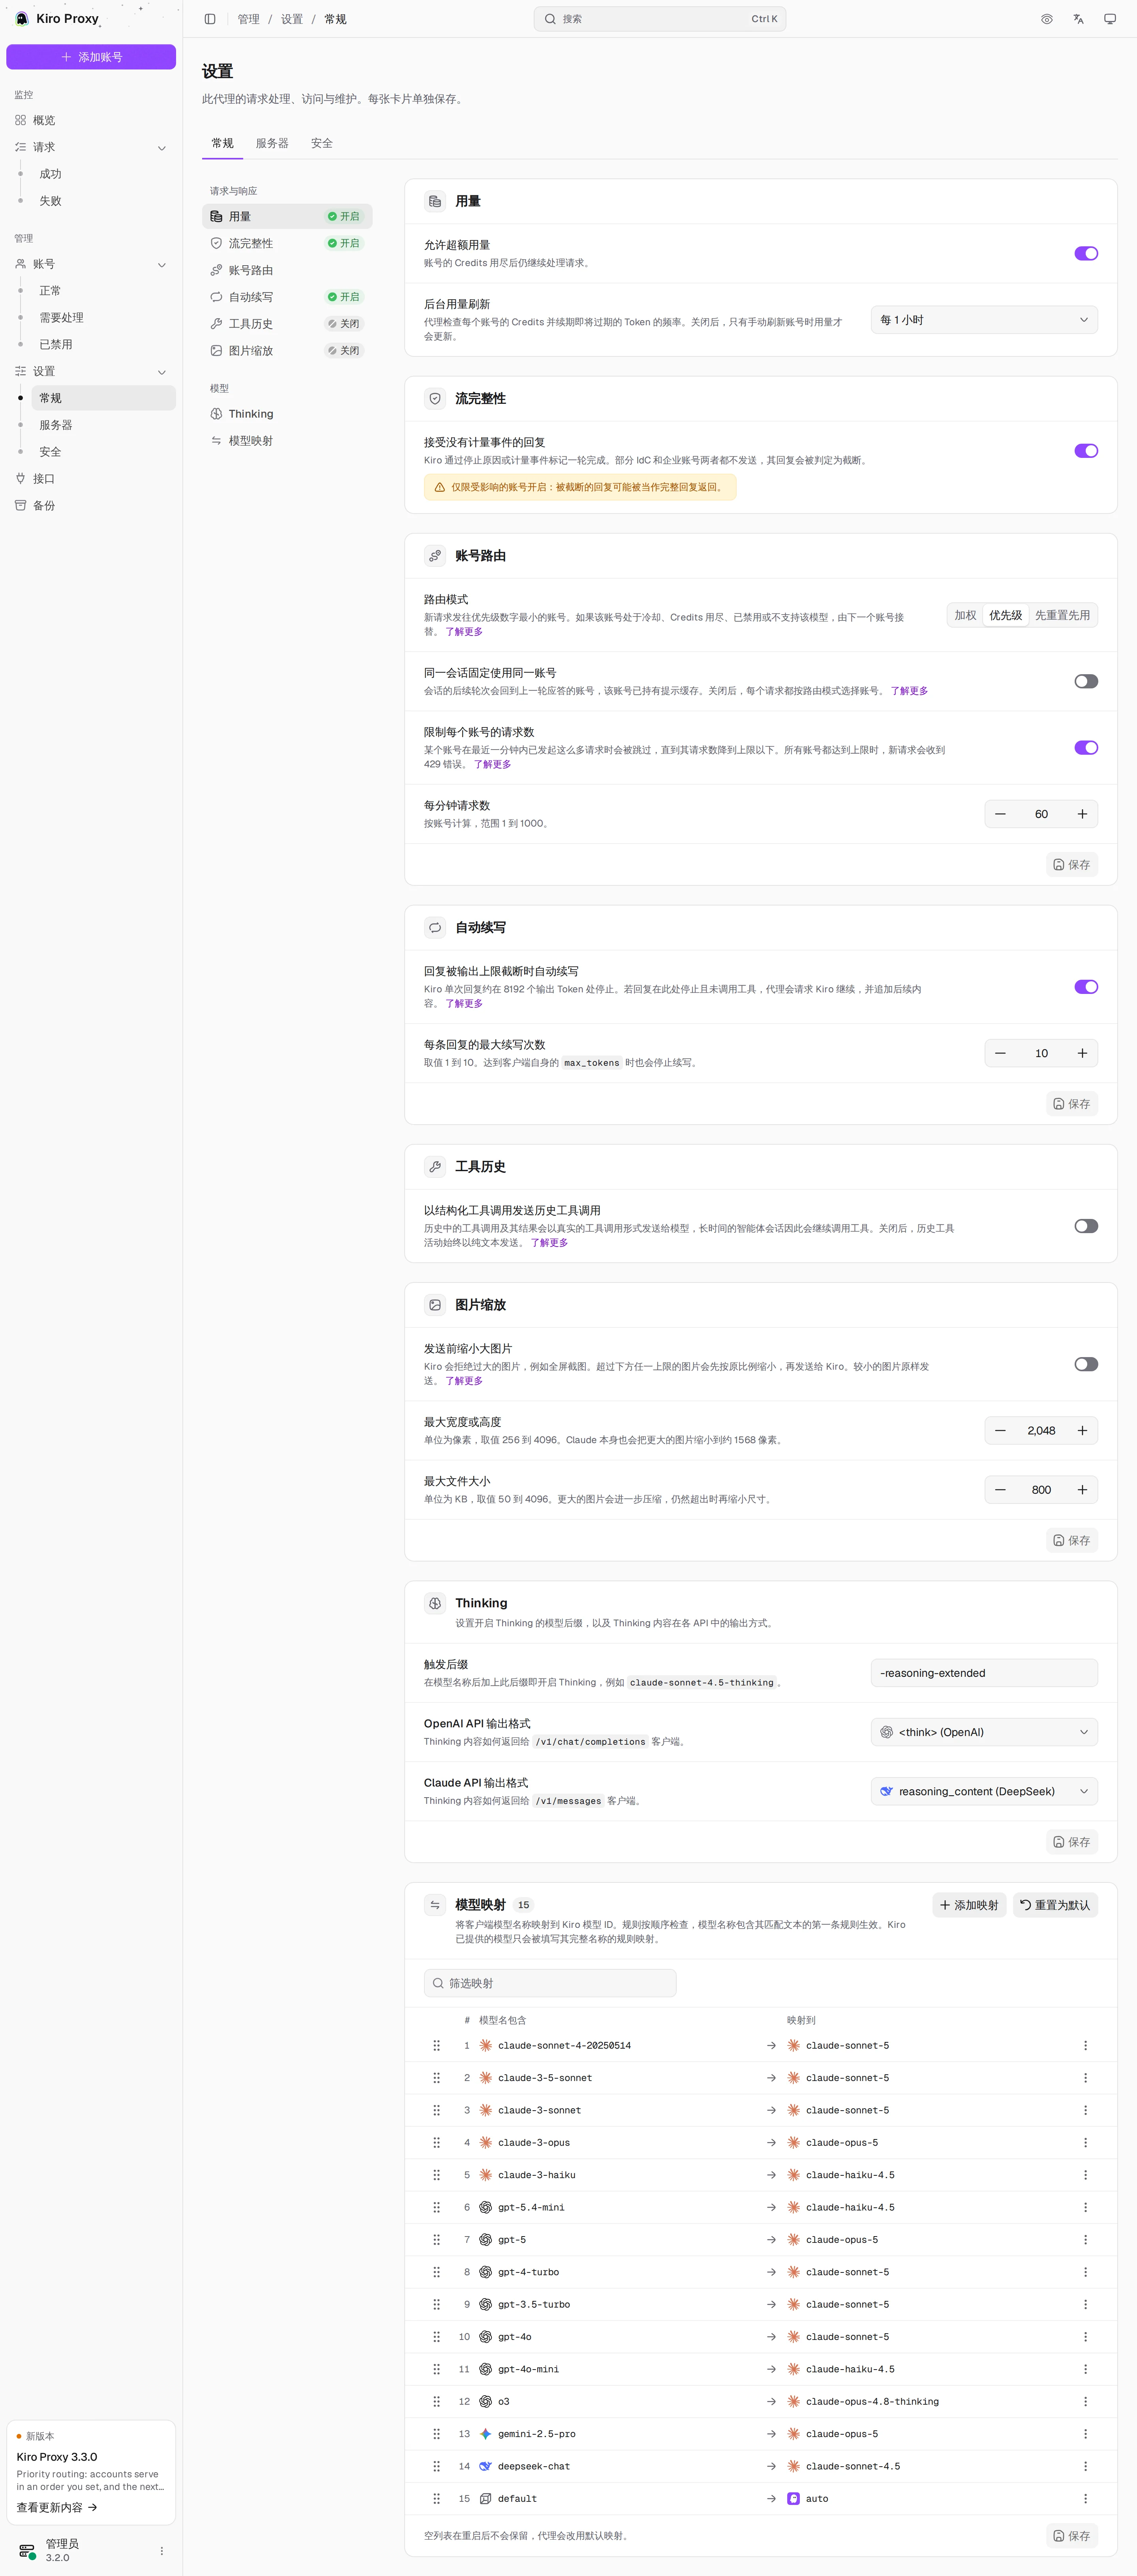 Kiro Proxy
管理 / 设置 / 常规
搜索
Ctrl K
添加账号
监控
概览
请求
成功
失败
管理
账号
正常
需要处理
已禁用
设置
常规
服务器
安全
接口
备份
新版本
Kiro Proxy 3.3.0
Priority routing: accounts serve
in an order you set, and the next…
查看更新内容
管理员
3.2.0
设置
此代理的请求处理、访问与维护。每张卡片单独保存。
常规
服务器
安全
请求与响应
用量 开启
流完整性 开启
账号路由
自动续写 开启
工具历史 关闭
图片缩放 关闭
模型
Thinking
模型映射
用量
允许超额用量
账号的 Credits 用尽后仍继续处理请求。
后台用量刷新
代理检查每个账号的 Credits 并续期即将过期的 Token 的频率。关闭后，只有手动刷新账号时用量才
会更新。
每 1 小时
流完整性
接受没有计量事件的回复
Kiro 通过停止原因或计量事件标记一轮完成。部分 IdC 和企业账号两者都不发送，其回复会被判定为截断。
仅限受影响的账号开启：被截断的回复可能被当作完整回复返回。
账号路由
路由模式
新请求发往优先级数字最小的账号。如果该账号处于冷却、Credits 用尽、已禁用或不支持该模型，由下一个账号接
替。 了解更多
加权 优先级 先重置先用
同一会话固定使用同一账号
会话的后续轮次会回到上一轮应答的账号，该账号已持有提示缓存。关闭后，每个请求都按路由模式选择账号。 了解更多
限制每个账号的请求数
某个账号在最近一分钟内已发起这么多请求时会被跳过，直到其请求数降到上限以下。所有账号都达到上限时，新请求会收到
429 错误。 了解更多
每分钟请求数
按账号计算，范围 1 到 1000。
60
保存
自动续写
回复被输出上限截断时自动续写
Kiro 单次回复约在 8192 个输出 Token 处停止。若回复在此处停止且未调用工具，代理会请求 Kiro 继续，并追加后续内
容。 了解更多
每条回复的最大续写次数
取值 1 到 10。达到客户端自身的 max_tokens 时也会停止续写。
10
保存
工具历史
以结构化工具调用发送历史工具调用
历史中的工具调用及其结果会以真实的工具调用形式发送给模型，长时间的智能体会话因此会继续调用工具。关闭后，历史工具
活动始终以纯文本发送。 了解更多
图片缩放
发送前缩小大图片
Kiro 会拒绝过大的图片，例如全屏截图。超过下方任一上限的图片会先按原比例缩小，再发送给 Kiro。较小的图片原样发
送。 了解更多
最大宽度或高度
单位为像素，取值 256 到 4096。Claude 本身也会把更大的图片缩小到约 1568 像素。
2,048
最大文件大小
单位为 KB，取值 50 到 4096。更大的图片会进一步压缩，仍然超出时再缩小尺寸。
800
保存
Thinking
设置开启 Thinking 的模型后缀，以及 Thinking 内容在各 API 中的输出方式。
触发后缀
在模型名称后加上此后缀即开启 Thinking，例如 claude-sonnet-4.5-thinking 。
-reasoning-extended
OpenAI API 输出格式
Thinking 内容如何返回给 /v1/chat/completions 客户端。
<think> (OpenAI)
Claude API 输出格式
Thinking 内容如何返回给 /v1/messages 客户端。
reasoning_content (DeepSeek)
保存
模型映射 15
添加映射
重置为默认
将客户端模型名称映射到 Kiro 模型 ID。规则按顺序检查，模型名称包含其匹配文本的第一条规则生效。Kiro
已提供的模型只会被填写其完整名称的规则映射。
筛选映射
# 模型名包含 映射到
1 claude-sonnet-4-20250514 → claude-sonnet-5
2 claude-3-5-sonnet → claude-sonnet-5
3 claude-3-sonnet → claude-sonnet-5
4 claude-3-opus → claude-opus-5
5 claude-3-haiku → claude-haiku-4.5
6 gpt-5.4-mini → claude-haiku-4.5
7 gpt-5 → claude-opus-5
8 gpt-4-turbo → claude-sonnet-5
9 gpt-3.5-turbo → claude-sonnet-5
10 gpt-4o → claude-sonnet-5
11 gpt-4o-mini → claude-haiku-4.5
12 o3 → claude-opus-4.8-thinking
13 gemini-2.5-pro → claude-opus-5
14 deepseek-chat → claude-sonnet-4.5
15 default → auto
空列表在重启后不会保留，代理会改用默认映射。
保存